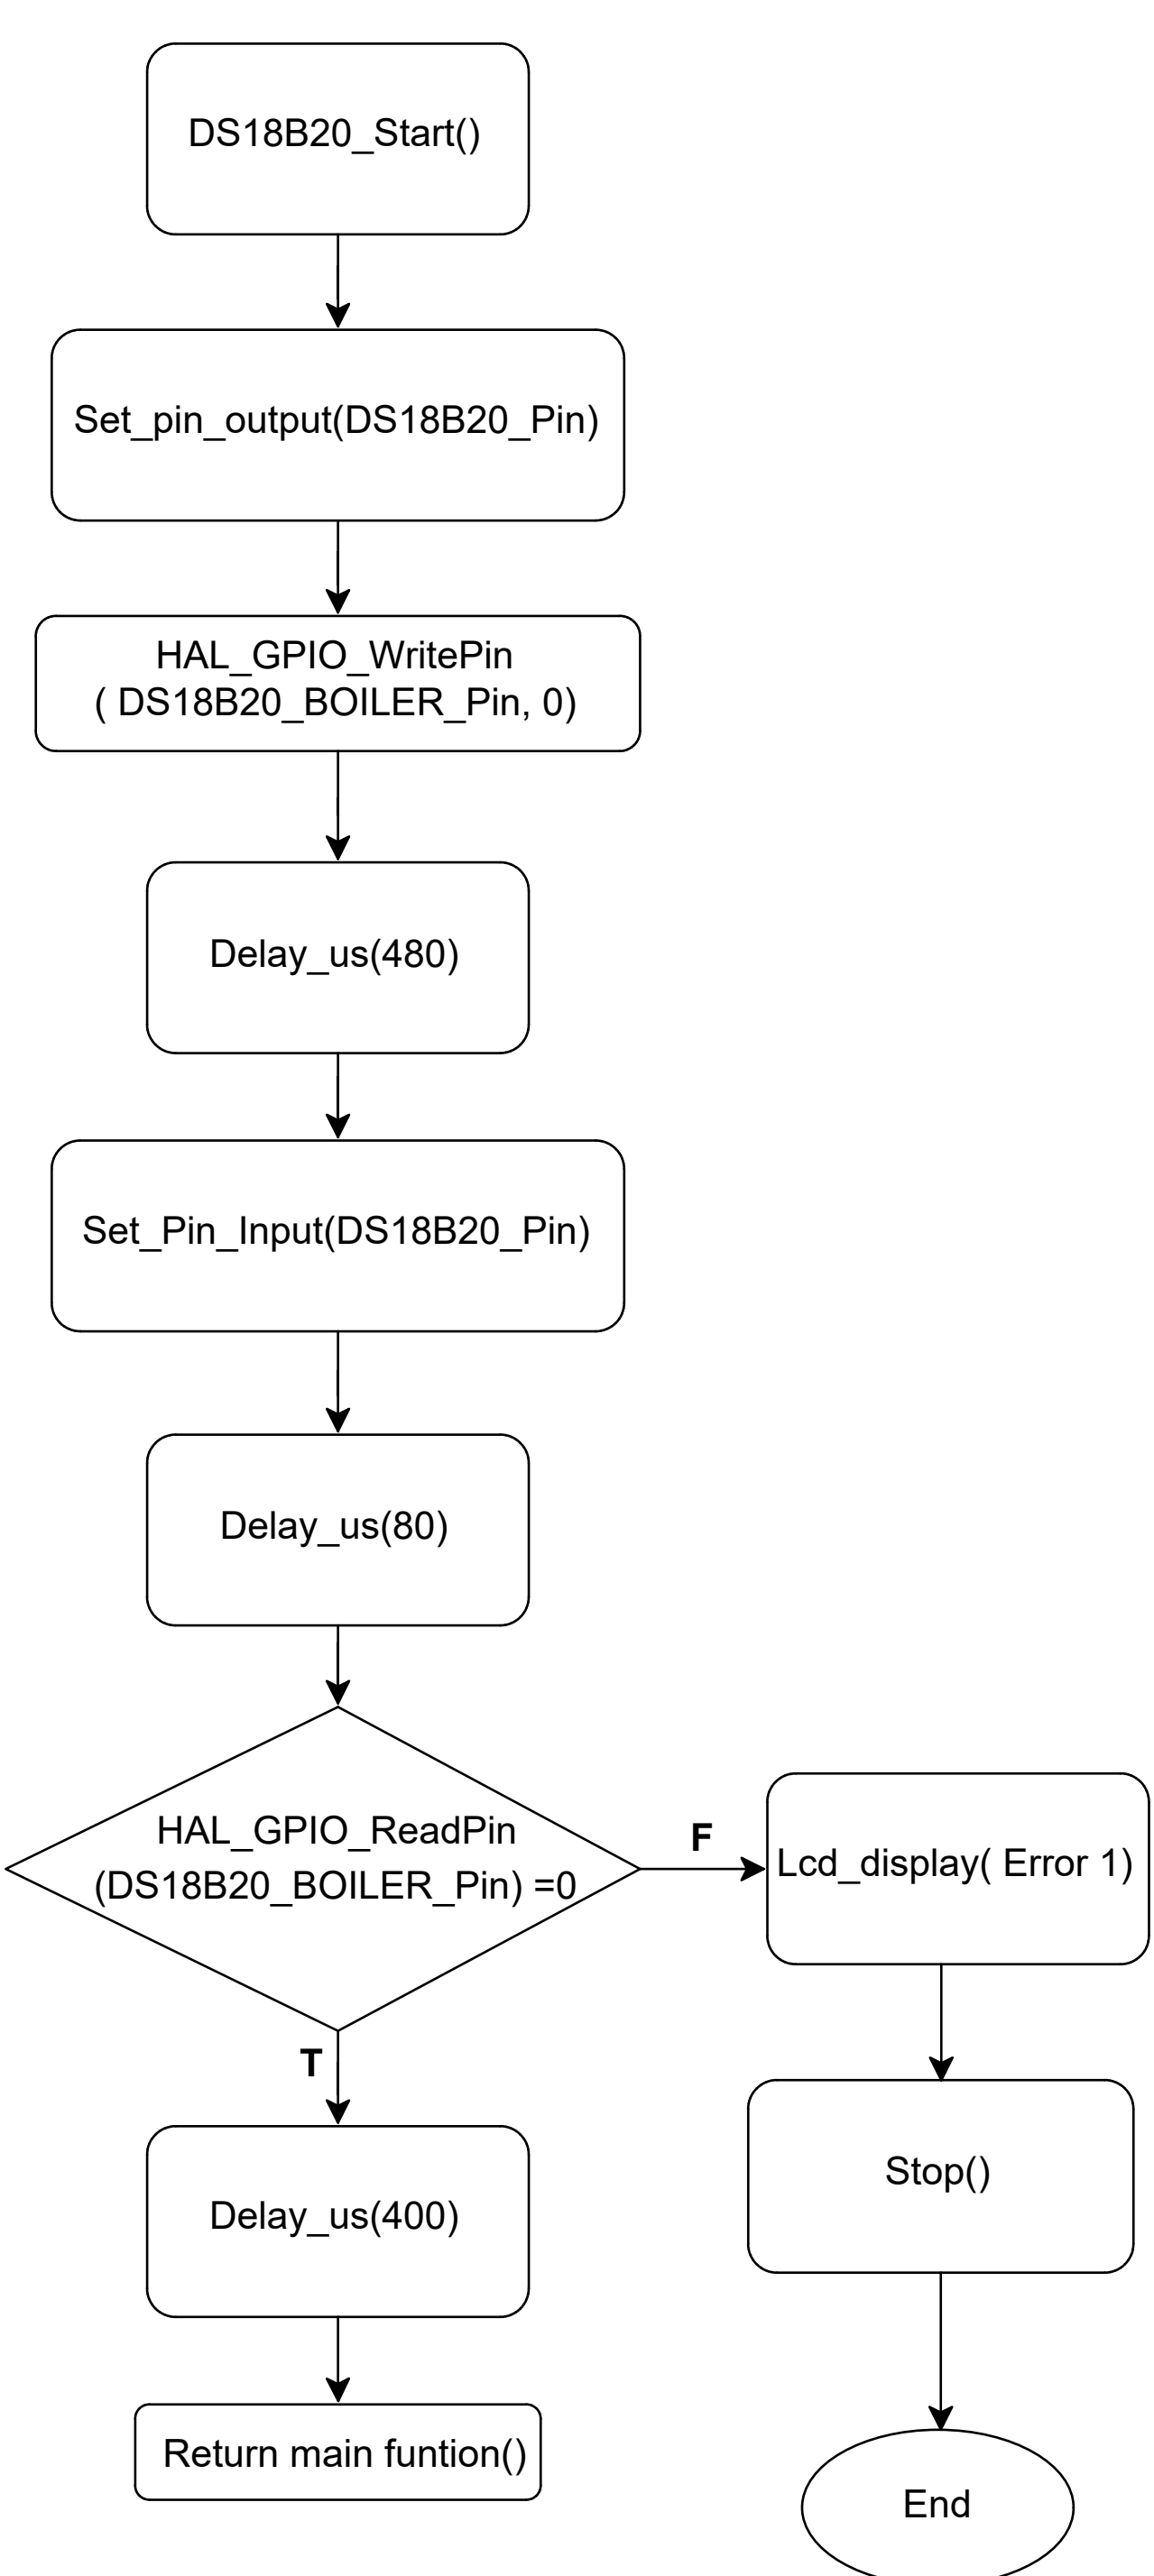 DS18B20_Start()
Set_pin_output(DS18B20_Pin)
HAL_GPIO_WritePin
( DS18B20_BOILER_Pin, 0)
Delay_us(480)
Set_Pin_Input(DS18B20_Pin)
Delay_us(80)
HAL_GPIO_ReadPin
(DS18B20_BOILER_Pin) =0
F
Lcd_display( Error 1)
T
Stop()
Delay_us(400)
Return main funtion()
End